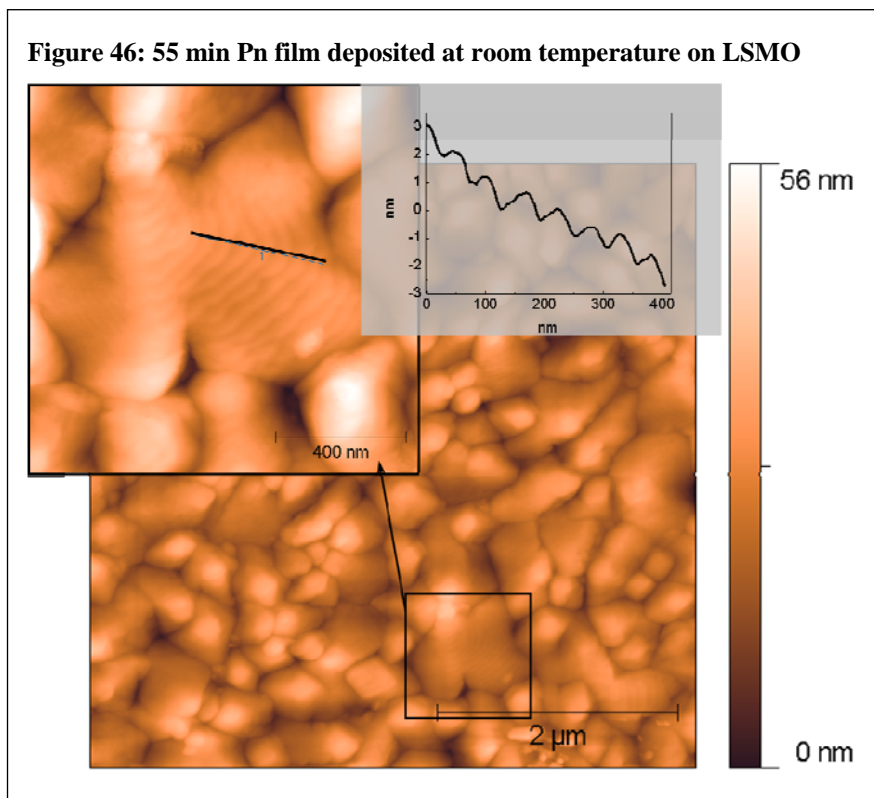 Figure 46: 55 min Pn film deposited at room temperature on LSMO
3
2
1
0
-1
-2
-3
nm
0 100 200 300 400
nm
400 nm
56 nm
2 µm
0 nm